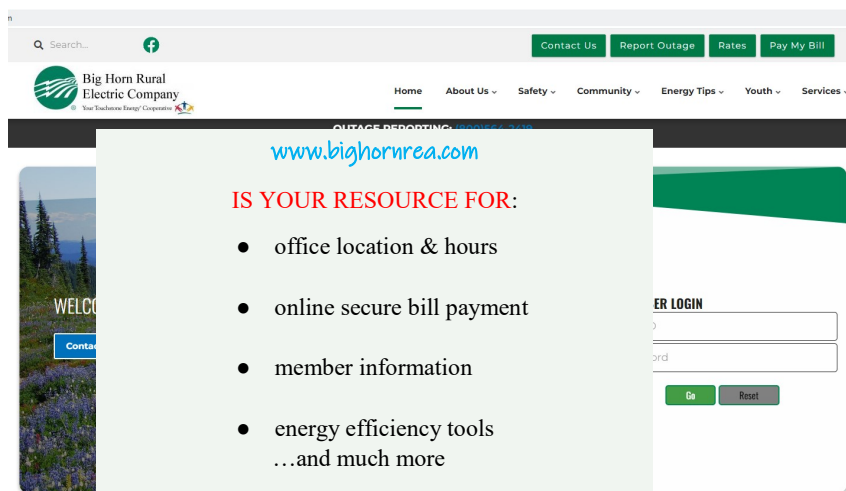 Search...
Contact Us
Report Outage
Rates
Pay My Bill
Big Horn Rural
Electric Company
Your Touchstone Energy® Cooperative
Home
About Us
Safety
Community
Energy Tips
Youth
Services
OUTAGE REPORTING:
www.bighornrea.com
IS YOUR RESOURCE FOR:
● office location & hours
● online secure bill payment
● member information
● energy efficiency tools
…and much more
LOGIN
Go
Reset